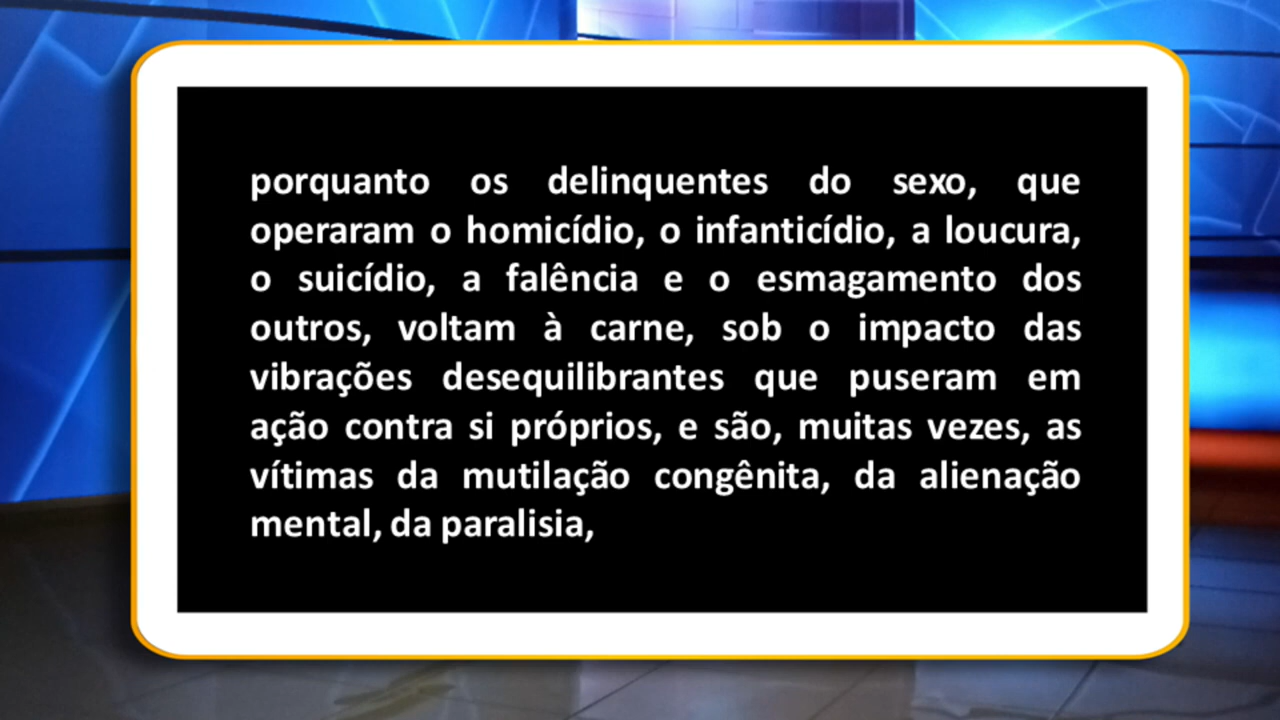 porquanto os delinquentes do sexo, que
operaram o homicídio, o infanticídio, a loucura,
o suicídio, a falência e o esmagamento dos
outros, voltam à carne, sob o impacto das
vibrações desequilibrantes que puseram em
ação contra si próprios, e são, muitas vezes, as
vítimas da mutilação congênita, da alienação
mental, da paralisia,